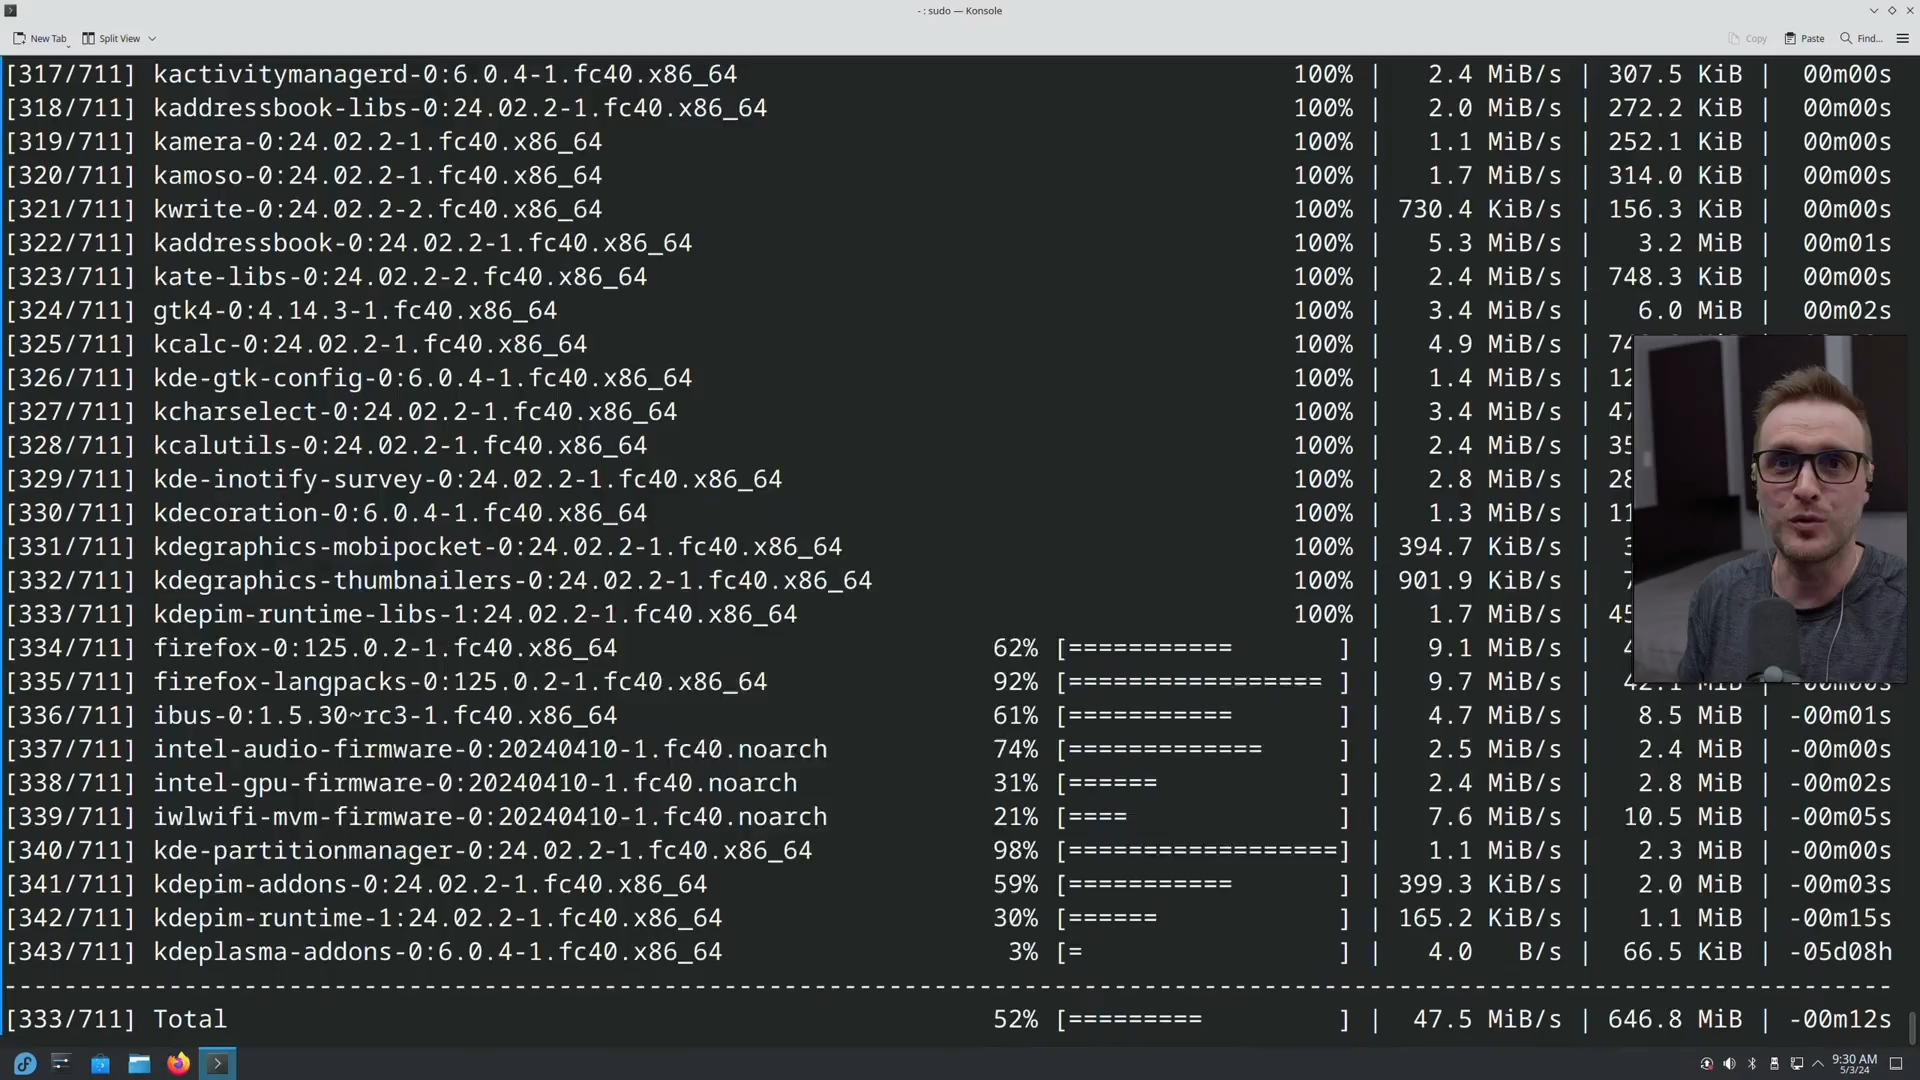 - : sudo — Konsole
New Tab Split View Copy Paste Find...
[317/711] kactivitymanagerd-0:6.0.4-1.fc40.x86_64 100% | 2.4 MiB/s | 307.5 KiB | 00m00s
[318/711] kaddressbook-libs-0:24.02.2-1.fc40.x86_64 100% | 2.0 MiB/s | 272.2 KiB | 00m00s
[319/711] kamera-0:24.02.2-1.fc40.x86_64 100% | 1.1 MiB/s | 252.1 KiB | 00m00s
[320/711] kamoso-0:24.02.2-1.fc40.x86_64 100% | 1.7 MiB/s | 314.0 KiB | 00m00s
[321/711] kwrite-0:24.02.2-2.fc40.x86_64 100% | 730.4 KiB/s | 156.3 KiB | 00m00s
[322/711] kaddressbook-0:24.02.2-1.fc40.x86_64 100% | 5.3 MiB/s | 3.2 MiB | 00m01s
[323/711] kate-libs-0:24.02.2-2.fc40.x86_64 100% | 2.4 MiB/s | 748.3 KiB | 00m00s
[324/711] gtk4-0:4.14.3-1.fc40.x86_64 100% | 3.4 MiB/s | 6.0 MiB | 00m02s
[325/711] kcalc-0:24.02.2-1.fc40.x86_64 100% | 4.9 MiB/s |
[326/711] kde-gtk-config-0:6.0.4-1.fc40.x86_64 100% | 1.4 MiB/s | 12
[327/711] kcharselect-0:24.02.2-1.fc40.x86_64 100% | 3.4 MiB/s | 47
[328/711] kcalutils-0:24.02.2-1.fc40.x86_64 100% | 2.4 MiB/s | 35
[329/711] kde-inotify-survey-0:24.02.2-1.fc40.x86_64 100% | 2.8 MiB/s | 28
[330/711] kdecoration-0:6.0.4-1.fc40.x86_64 100% | 1.3 MiB/s | 11
[331/711] kdegraphics-mobipocket-0:24.02.2-1.fc40.x86_64 100% | 394.7 KiB/s |
[332/711] kdegraphics-thumbnailers-0:24.02.2-1.fc40.x86_64 100% | 901.9 KiB/s |
[333/711] kdepim-runtime-libs-1:24.02.2-1.fc40.x86_64 100% | 1.7 MiB/s | 45
[334/711] firefox-0:125.0.2-1.fc40.x86_64 62% [=========== ] | 9.1 MiB/s |
[335/711] firefox-langpacks-0:125.0.2-1.fc40.x86_64 92% [================= ] | 9.7 MiB/s | 42.1 MiB | -00m00s
[336/711] ibus-0:1.5.30~rc3-1.fc40.x86_64 61% [=========== ] | 4.7 MiB/s | 8.5 MiB | -00m01s
[337/711] intel-audio-firmware-0:20240410-1.fc40.noarch 74% [============= ] | 2.5 MiB/s | 2.4 MiB | -00m00s
[338/711] intel-gpu-firmware-0:20240410-1.fc40.noarch 31% [====== ] | 2.4 MiB/s | 2.8 MiB | -00m02s
[339/711] iwlwifi-mvm-firmware-0:20240410-1.fc40.noarch 21% [==== ] | 7.6 MiB/s | 10.5 MiB | -00m05s
[340/711] kde-partitionmanager-0:24.02.2-1.fc40.x86_64 98% [==================] | 1.1 MiB/s | 2.3 MiB | -00m00s
[341/711] kdepim-addons-0:24.02.2-1.fc40.x86_64 59% [=========== ] | 399.3 KiB/s | 2.0 MiB | -00m03s
[342/711] kdepim-runtime-1:24.02.2-1.fc40.x86_64 30% [====== ] | 165.2 KiB/s | 1.1 MiB | -00m15s
[343/711] kdeplasma-addons-0:6.0.4-1.fc40.x86_64 3% [= ] | 4.0 B/s | 66.5 KiB | -05d08h
------------------------------------------------------------------------------------------------------------------------------
[333/711] Total 52% [========= ] | 47.5 MiB/s | 646.8 MiB | -00m12s
9:30 AM
5/3/24